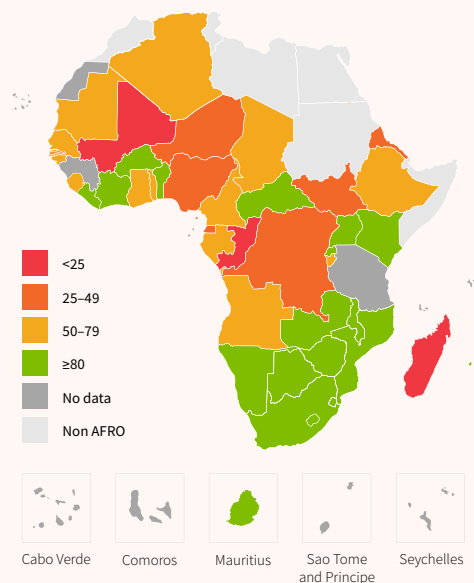 <25
25–49
50–79
≥80
No data
Non AFRO
Cabo Verde
Comoros
Mauritius
Sao Tome
and Principe
Seychelles